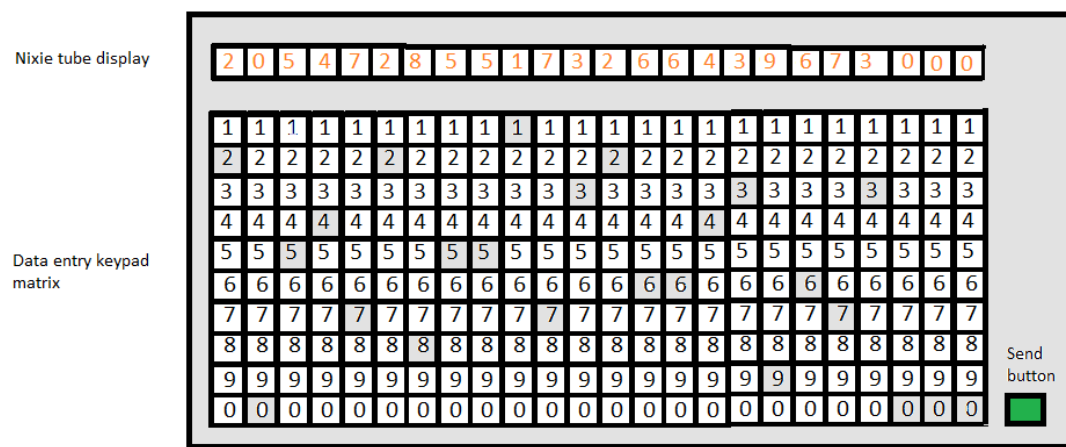 Nixie tube display
2 0 5 4 7 2 8 5 5 1 7 3 2 6 6 4 3 9 6 7 3 0 0 0
1 1 1 1 1 1 1 1 1 1 1 1 1 1 1 1 1 1 1 1 1 1 1 1
2 2 2 2 2 2 2 2 2 2 2 2 2 2 2 2 2 2 2 2 2 2 2 2
3 3 3 3 3 3 3 3 3 3 3 3 3 3 3 3 3 3 3 3 3 3 3 3
4 4 4 4 4 4 4 4 4 4 4 4 4 4 4 4 4 4 4 4 4 4 4 4
Data entry keypad
matrix
5 5 5 5 5 5 5 5 5 5 5 5 5 5 5 5 5 5 5 5 5 5 5 5
6 6 6 6 6 6 6 6 6 6 6 6 6 6 6 6 6 6 6 6 6 6 6 6
7 7 7 7 7 7 7 7 7 7 7 7 7 7 7 7 7 7 7 7 7 7 7 7
8 8 8 8 8 8 8 8 8 8 8 8 8 8 8 8 8 8 8 8 8 8 8 8
9 9 9 9 9 9 9 9 9 9 9 9 9 9 9 9 9 9 9 9 9 9 9 9
0 0 0 0 0 0 0 0 0 0 0 0 0 0 0 0 0 0 0 0 0 0 0 0
Send
button